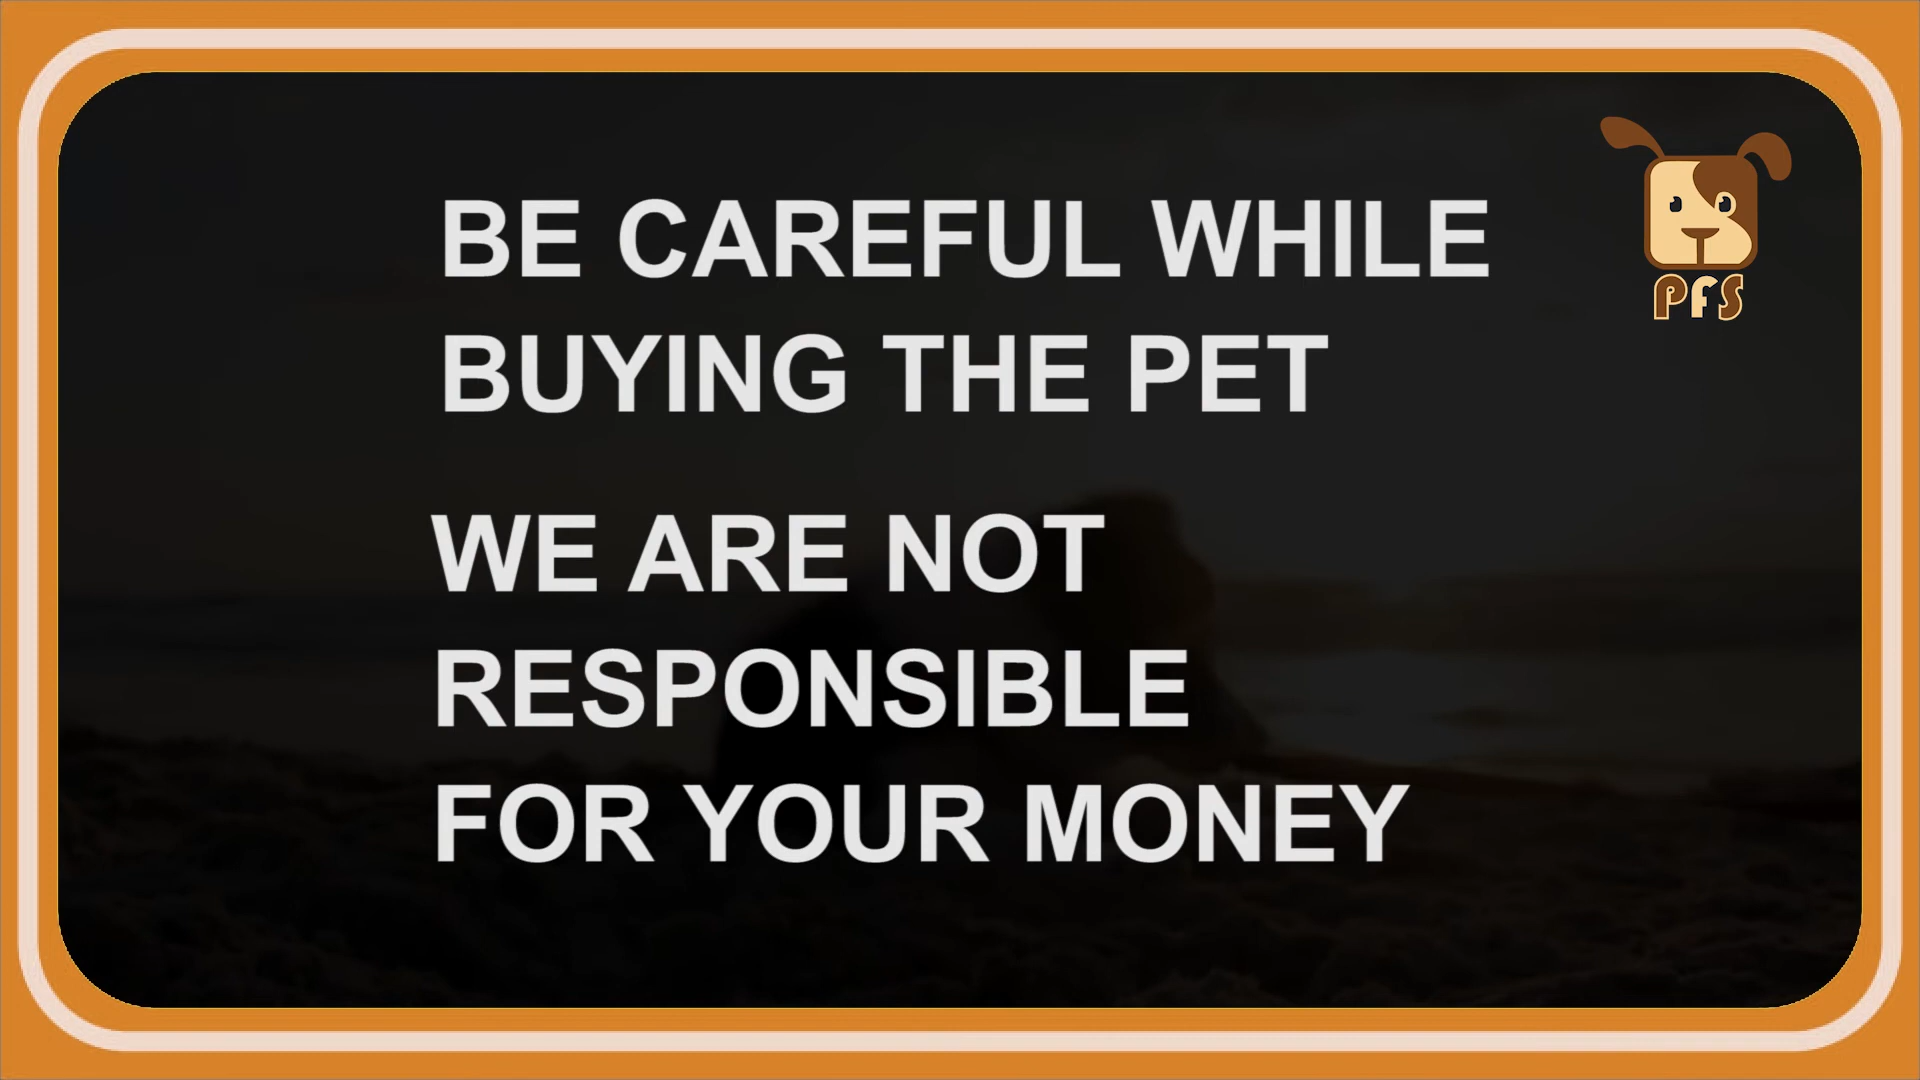 BE CAREFUL WHILE
BUYING THE PET
WE ARE NOT
RESPONSIBLE
FOR YOUR MONEY
PFS